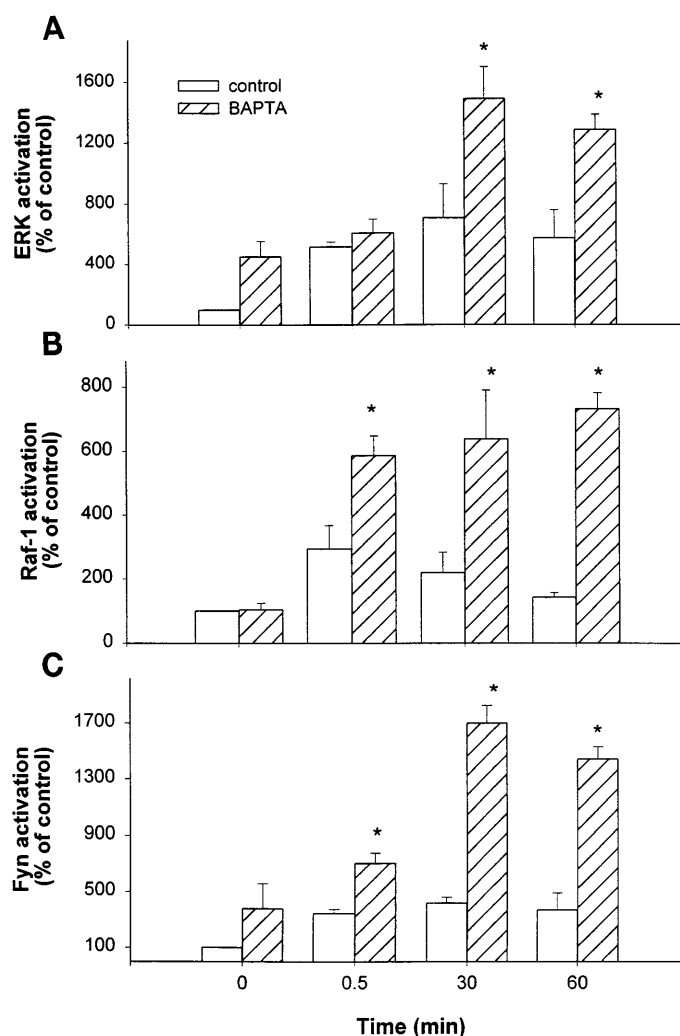 A
ERK activation
(% of control)
1600
1200
800
400
0
control
BAPTA
*
*
B
Raf-1 activation
(% of control)
800
600
400
200
0
*
*
*
C
Fyn activation
(% of control)
1700
1300
900
500
100
*
*
*
0
0.5
30
60
Time (min)